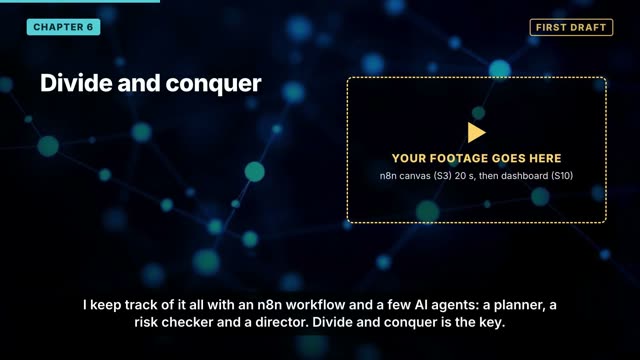 CHAPTER 6
FIRST DRAFT
Divide and conquer
YOUR FOOTAGE GOES HERE
n8n canvas (S3) 20 s, then dashboard (S10)
I keep track of it all with an n8n workflow and a few AI agents: a planner, a
risk checker and a director. Divide and conquer is the key.